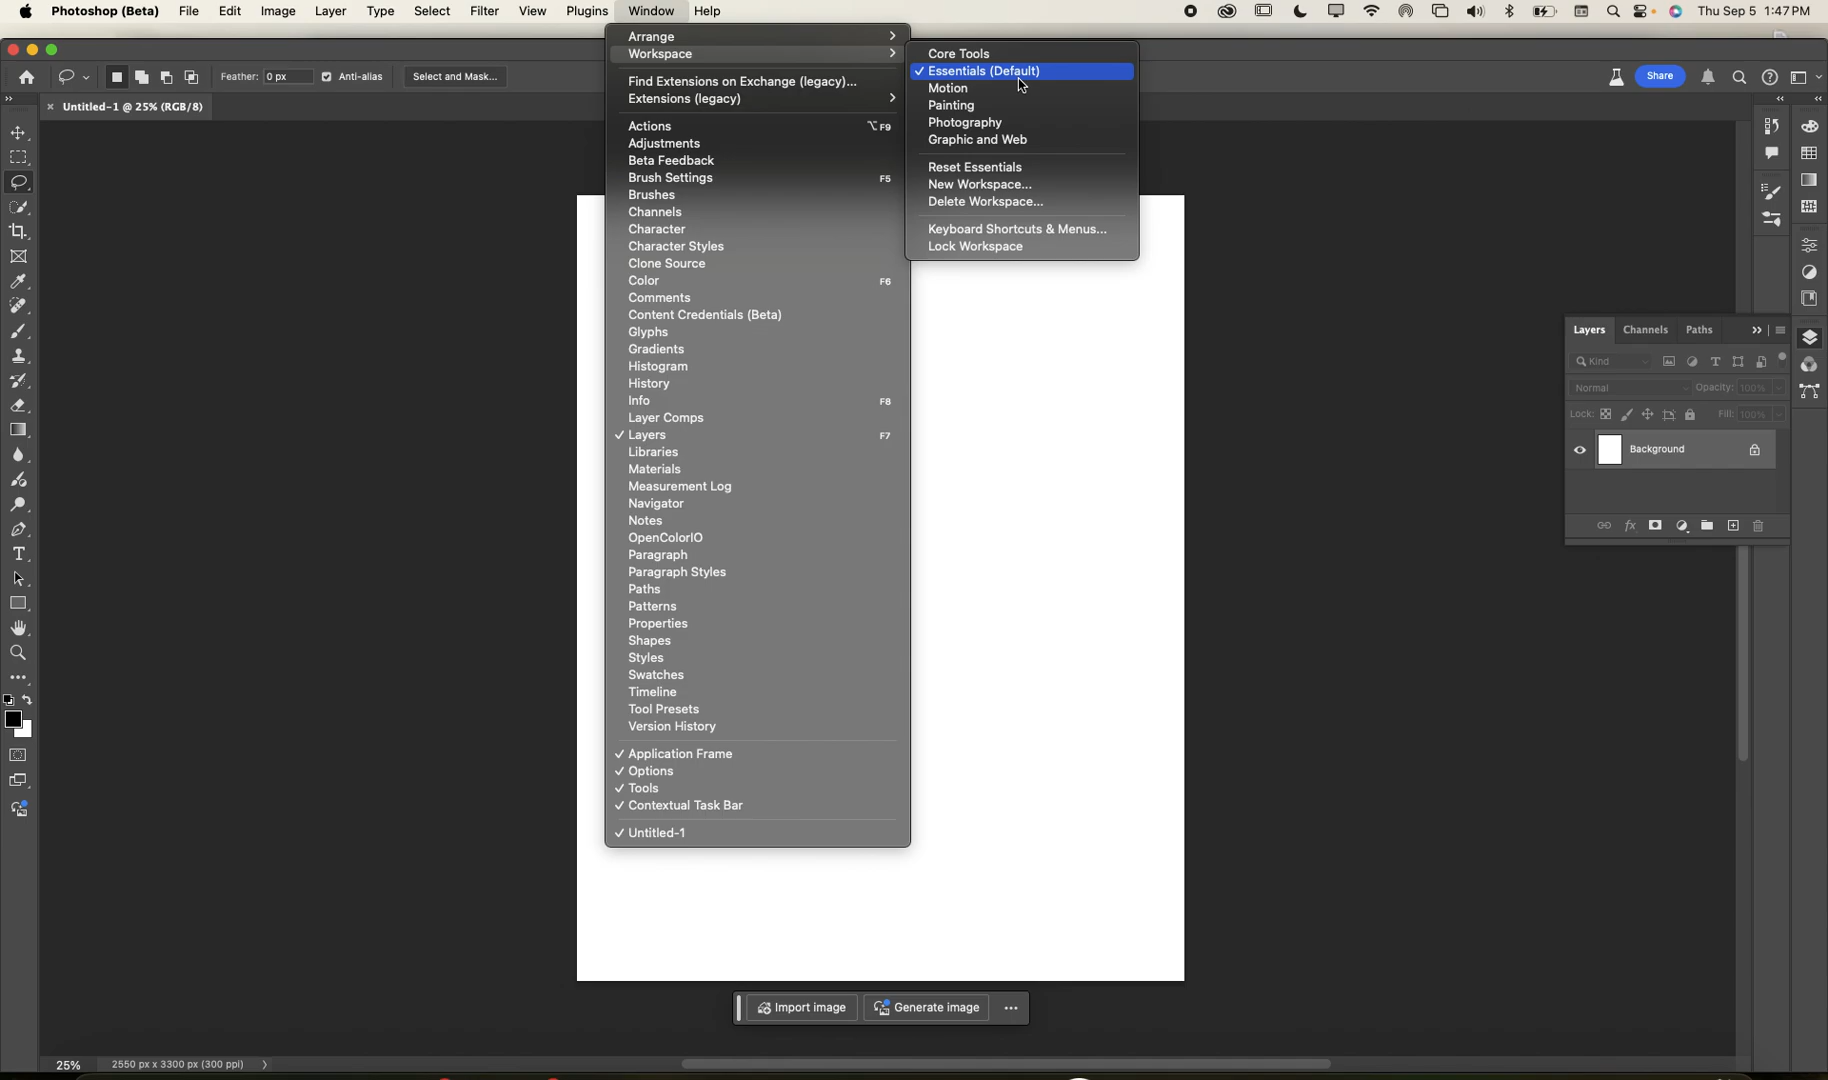 Photoshop (Beta) File Edit Image Layer Type Select Filter View Plugins Window Help Thu Sep 5 1:47 PM
Feather: 0 px Anti-alias Select and Mask... Share
Untitled-1 @ 25% (RGB/8)
Arrange
Workspace
Find Extensions on Exchange (legacy)...
Extensions (legacy)
Actions ⌥F9
Adjustments
Beta Feedback
Brush Settings F5
Brushes
Channels
Character
Character Styles
Clone Source
Color F6
Comments
Content Credentials (Beta)
Glyphs
Gradients
Histogram
History
Info F8
Layer Comps
✓ Layers F7
Libraries
Materials
Measurement Log
Navigator
Notes
OpenColorIO
Paragraph
Paragraph Styles
Paths
Patterns
Properties
Shapes
Styles
Swatches
Timeline
Tool Presets
Version History
✓ Application Frame
✓ Options
✓ Tools
✓ Contextual Task Bar
✓ Untitled-1
Core Tools
✓ Essentials (Default)
Motion
Painting
Photography
Graphic and Web
Reset Essentials
New Workspace...
Delete Workspace...
Keyboard Shortcuts & Menus...
Lock Workspace
Layers Channels Paths
Kind
Normal Opacity: 100%
Lock: Fill: 100%
Background
Import image Generate image
25% 2550 px x 3300 px (300 ppi)